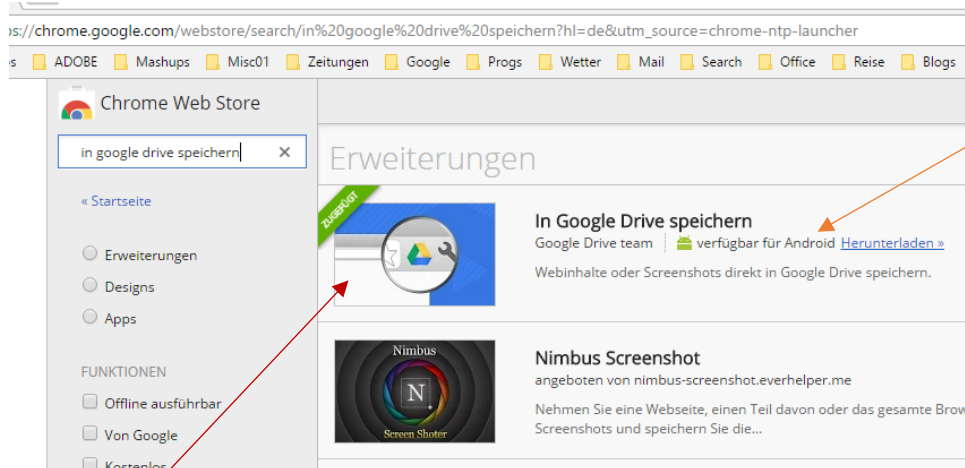 ps://chrome.google.com/webstore/search/in%20google%20drive%20speichern?hl=de&utm_source=chrome-ntp-launcher
ADOBE Mashups Misc01 Zeitungen Google Progs Wetter Mail Search Office Reise Blogs
Chrome Web Store
in google drive speichern
« Startseite
Erweiterungen
Designs
Apps
FUNKTIONEN
Offline ausführbar
Von Google
Kostenlos
Erweiterungen
ZUGEFÜGT
In Google Drive speichern
Google Drive team verfügbar für Android Herunterladen »
Webinhalte oder Screenshots direkt in Google Drive speichern.
Nimbus
N
Screen Shoter
Nimbus Screenshot
angeboten von nimbus-screenshot.everhelper.me
Nehmen Sie eine Webseite, einen Teil davon oder das gesamte Brow
Screenshots und speichern Sie die...